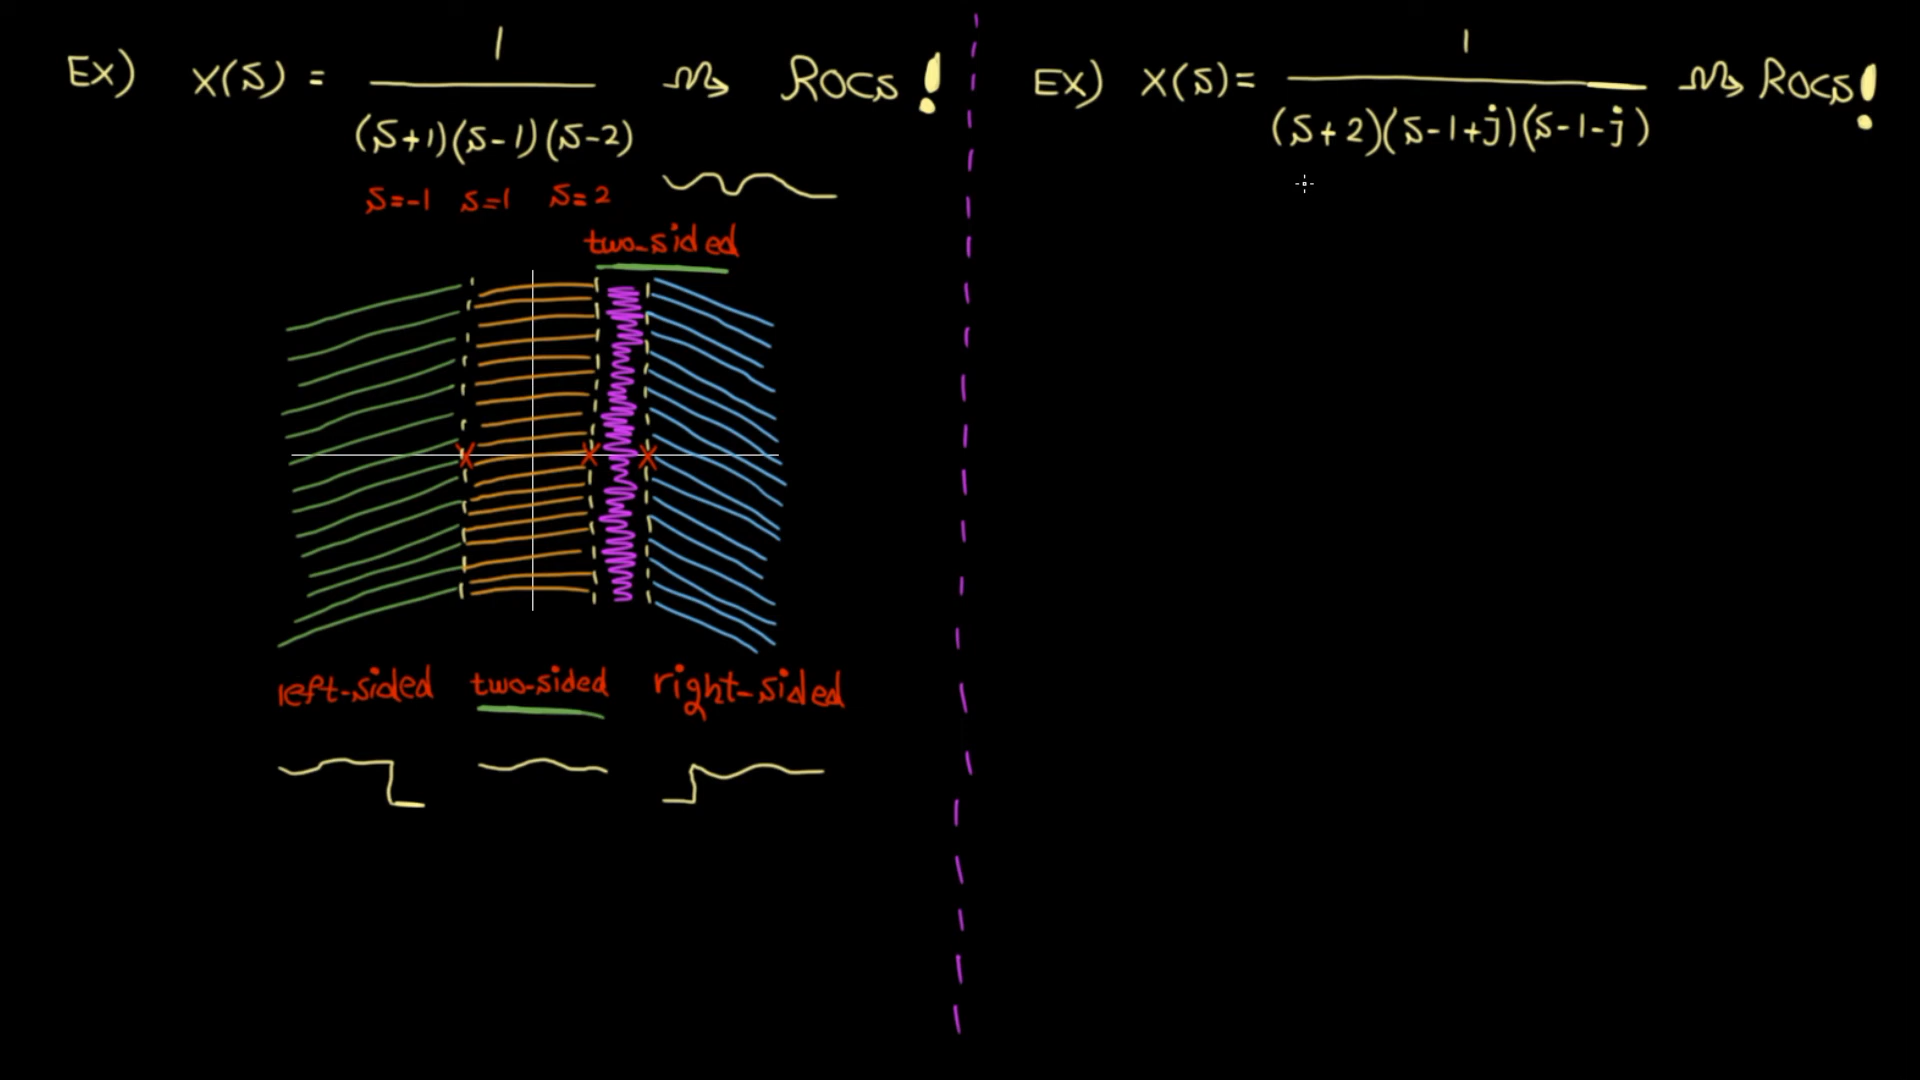 Ex) X(s) = 1 / (s+1)(s-1)(s-2) ROCs!
s=-1 s=1 s=2
two-sided
left-sided two-sided right-sided
Ex) X(s) = 1 / (s+2)(s-1+j)(s-1-j) ROCs!